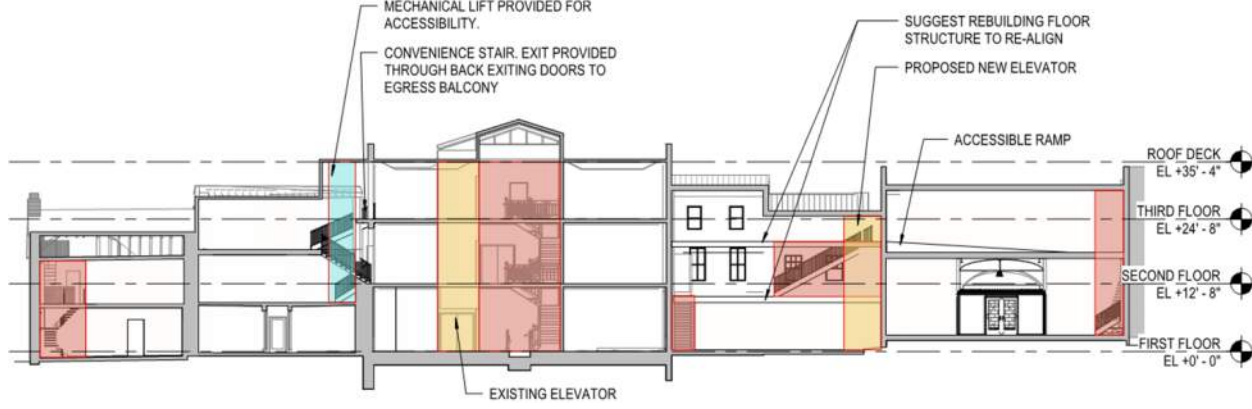 MECHANICAL LIFT PROVIDED FOR
ACCESSIBILITY.
CONVENIENCE STAIR. EXIT PROVIDED
THROUGH BACK EXITING DOORS TO
EGRESS BALCONY
SUGGEST REBUILDING FLOOR
STRUCTURE TO RE-ALIGN
PROPOSED NEW ELEVATOR
ACCESSIBLE RAMP
ROOF DECK
EL +35' - 4"
THIRD FLOOR
EL +24' - 8"
SECOND FLOOR
EL +12' - 8"
FIRST FLOOR
EL +0' - 0"
EXISTING ELEVATOR